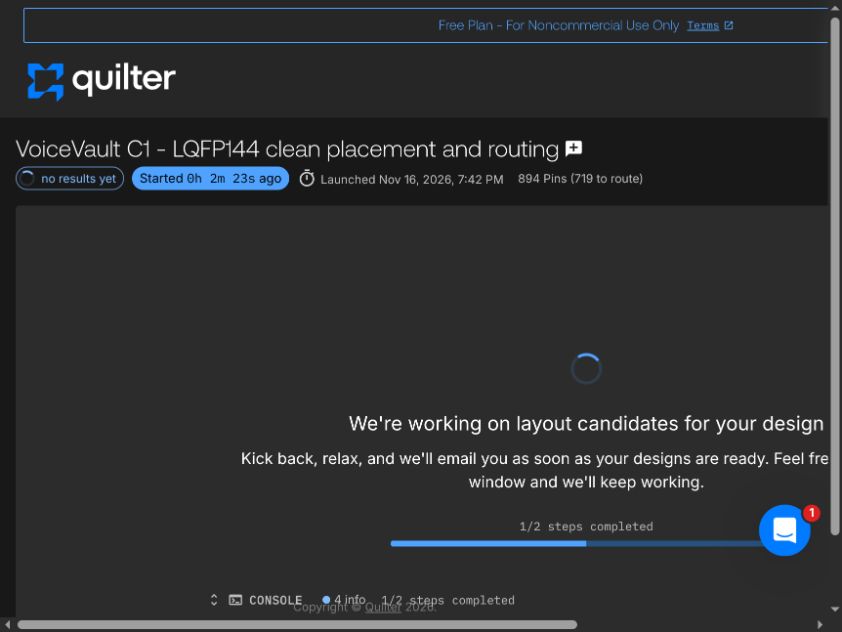 Free Plan - For Noncommercial Use Only Terms
quilter
VoiceVault C1 - LQFP144 clean placement and routing
no results yet Started 0h 2m 23s ago Launched Nov 16, 2026, 7:42 PM 894 Pins (719 to route)
We're working on layout candidates for your design
Kick back, relax, and we'll email you as soon as your designs are ready. Feel fre
window and we'll keep working.
1
1/2 steps completed
CONSOLE 4 info 1/2 steps completed
Copyright © Quilter 2026.